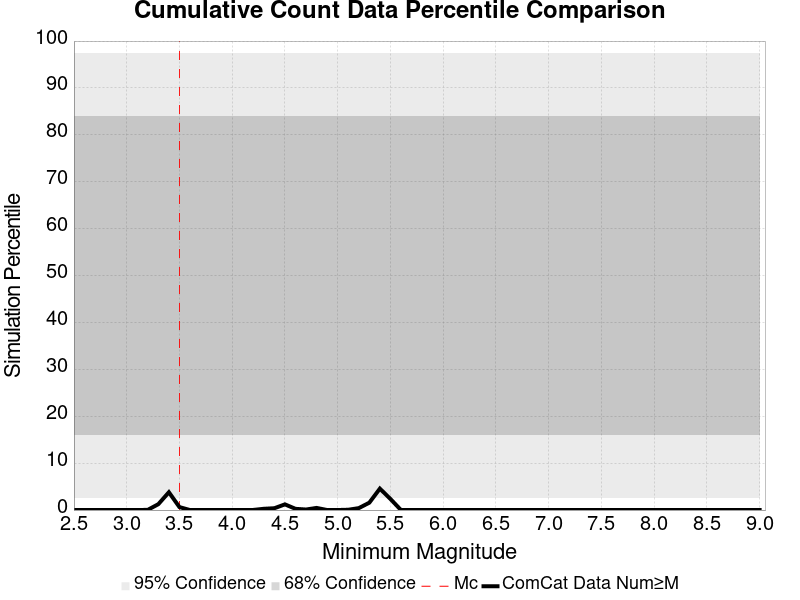 Cumulative Count Data Percentile Comparison
Simulation Percentile
100
90
80
70
60
50
40
30
20
10
0
2.5 3.0 3.5 4.0 4.5 5.0 5.5 6.0 6.5 7.0 7.5 8.0 8.5 9.0
Minimum Magnitude
95% Confidence 68% Confidence Mc ComCat Data Num≥M